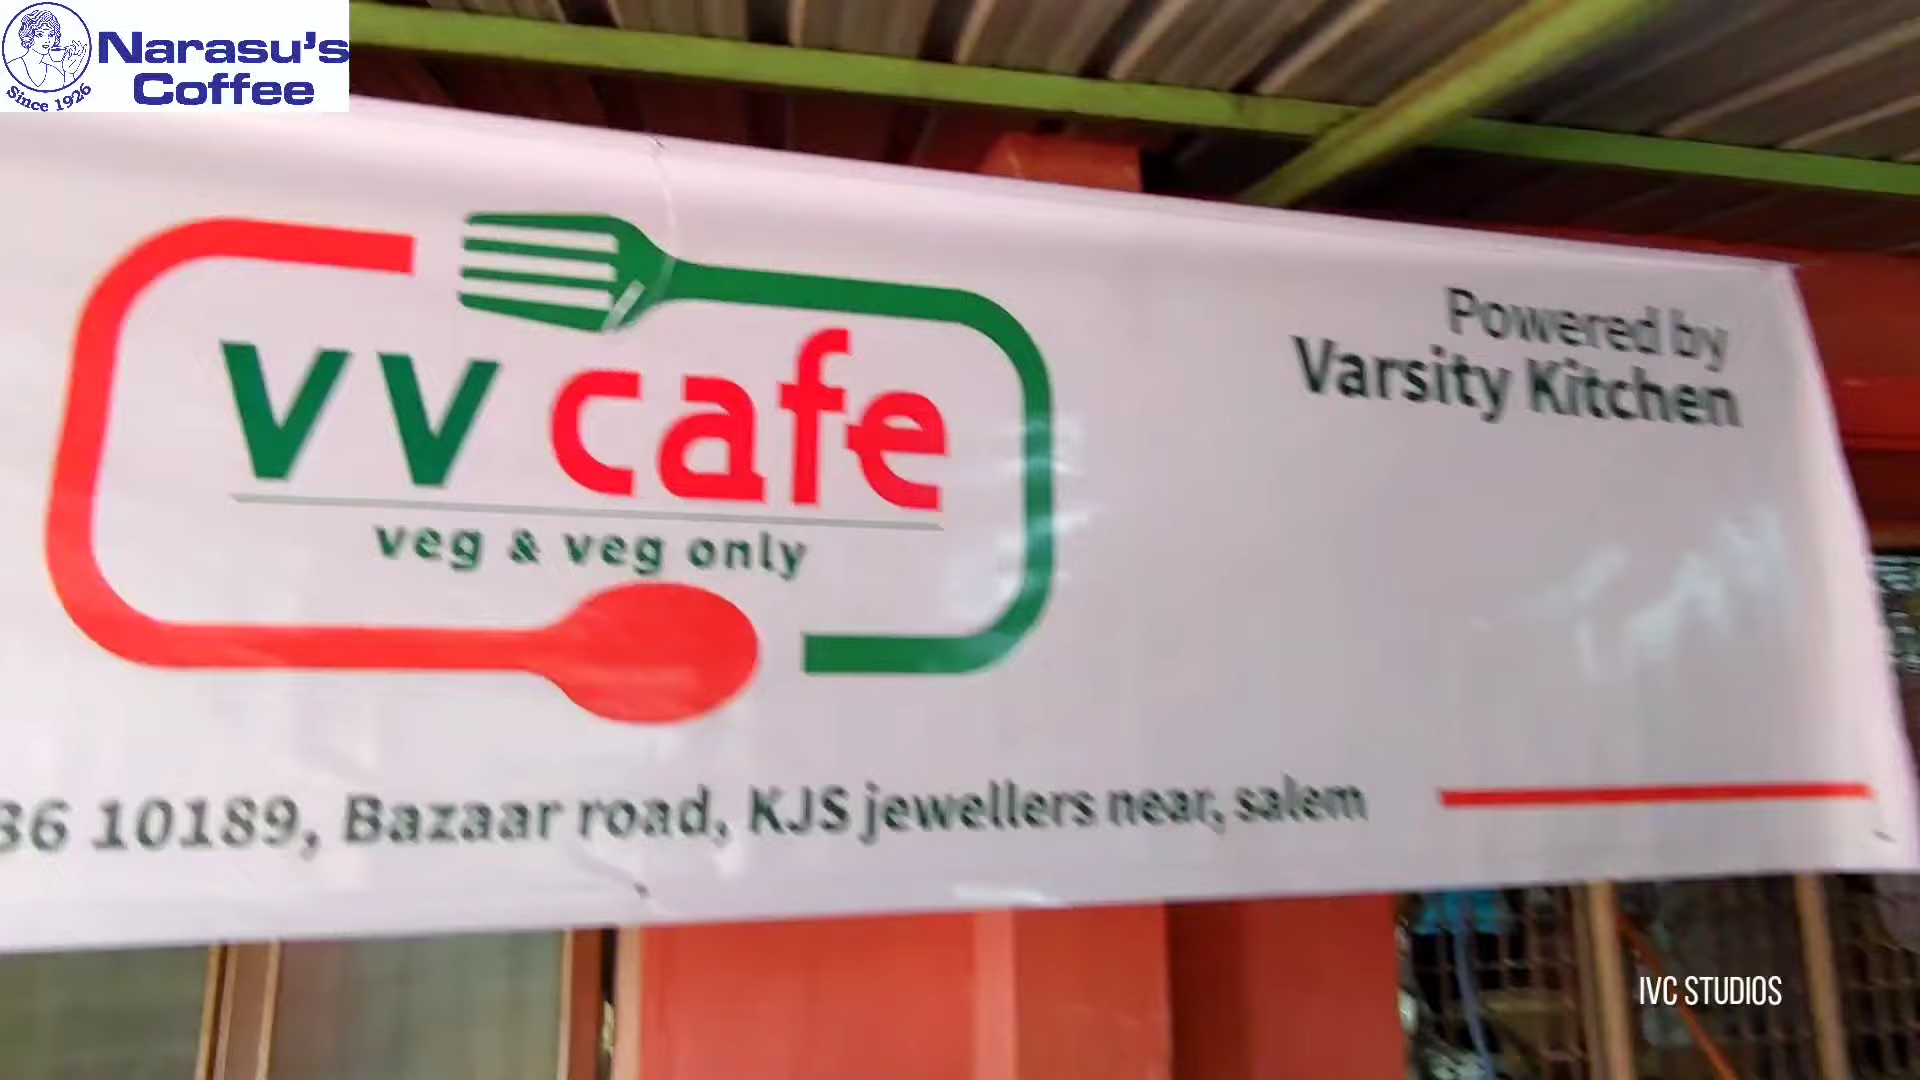 Narasu's
Coffee
Since 1926
Powered by
Varsity Kitchen
vv cafe
veg & veg only
36 10189, Bazaar road, KJS jewellers near, salem
IVC STUDIOS